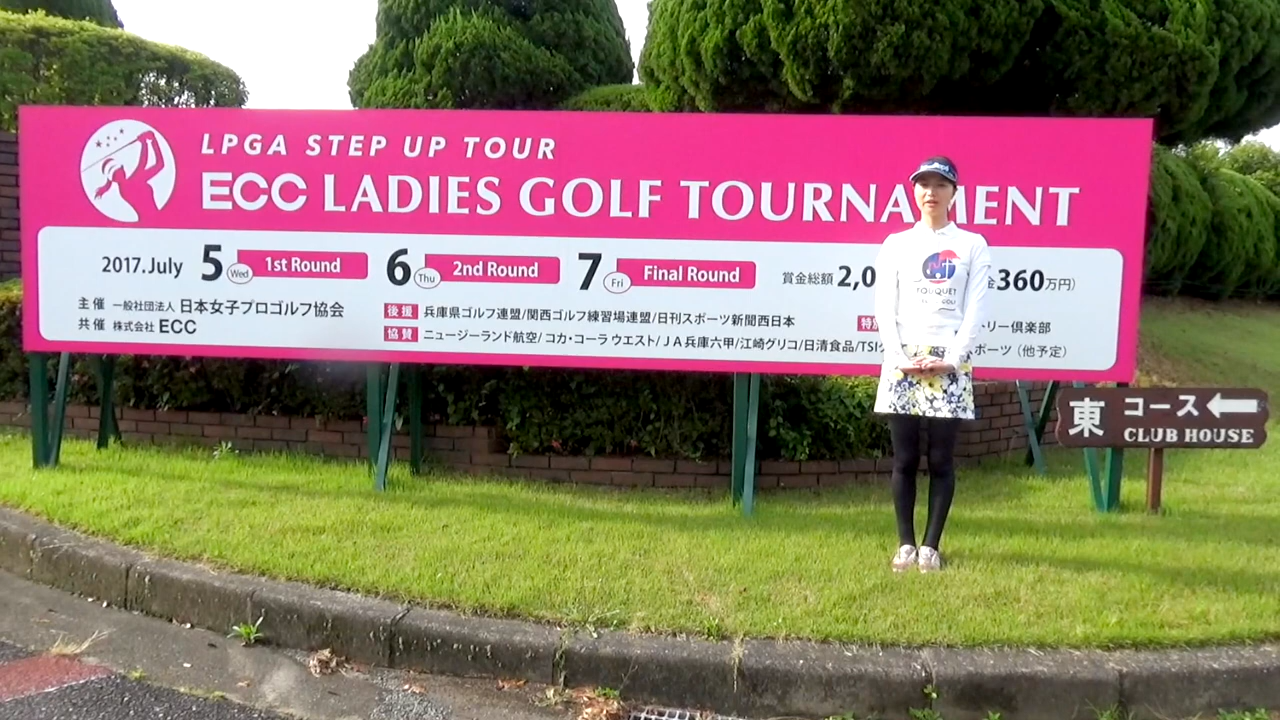 LPGA STEP UP TOUR
ECC LADIES GOLF TOURNAMENT
2017.July 5 Wed 1st Round 6 Thu 2nd Round 7 Fri Final Round 賞金総額 2,0 金360万円)
主催 一般社団法人 日本女子プロゴルフ協会
共催 株式会社 ECC
後援 兵庫県ゴルフ連盟/関西ゴルフ練習場連盟/日刊スポーツ新聞西日本
協賛 ニュージーランド航空/コカ・コーラ ウエスト/JA兵庫六甲/江崎グリコ/日清食品/TSI ポーツ (他予定)
特別 トリー倶楽部
東 コース
CLUB HOUSE